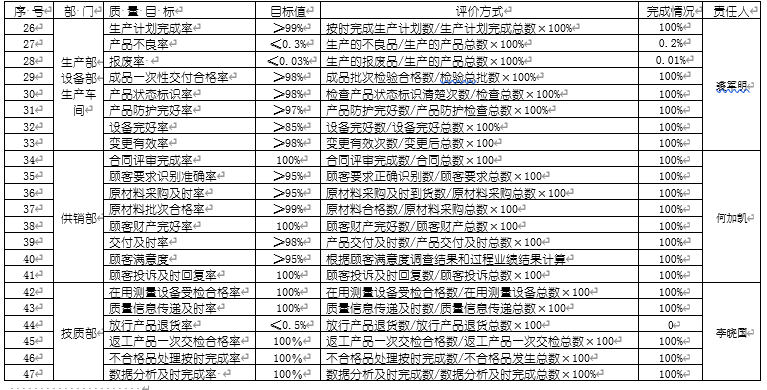 序号 部门 质量目标 目标值 评价方式 完成情况 责任人
26 生产计划完成率 ＞99% 按时完成生产计划数/生产计划完成总数×100% 100%
27 产品不良率 ≤0.3% 生产的不良品/生产的产品总数×100% 0.2%
28 报废率 ≤0.03% 生产的报废品/生产的产品总数×100% 0.01%
生产部
29 成品一次性交付合格率 ＞98% 成品批次检验合格数/检验总批数×100% 100%
设备部
30 产品状态标识率 ＞98% 检查产品状态标识清楚次数/检查总数×100% 100%
生产车
31 产品防护完好率 ＞97% 产品防护完好数/产品防护检查总数×100% 100%
间
32 设备完好率 ＞85% 设备完好数/设备完好总数×100% 100%
33 变更有效率 ＞98% 变更有效次数/变更后总数×100 100%
34 合同评审完成率 100% 合同评审完成数/合同总数×100 100%
35 顾客要求识别准确率 ＞95% 顾客要求正确识别数/顾客要求总数×100 100%
36 原材料采购及时率 ＞95% 原材料采购及时到货数/原材料采购总数×100 100%
37 原材料批次合格率 ＞99% 原材料合格数/原材料采购总数×100 100%
供销部 何加凯
38 顾客财产完好率 100% 顾客财产完好数/顾客财产总数×100 100%
39 交付及时率 ＞98% 产品交付及时数/产品交付及时总数×100 100%
40 顾客满意度 ＞95% 根据顾客满意度调查结果和过程业绩结果计算 100%
41 顾客投诉及时回复率 100% 顾客投诉及时回复数/顾客投诉总数×100 100%
42 在用测量设备受检合格率 100% 在用测量设备受检合格数/在用测量设备总数×100 100%
43 质量信息传递及时率 100% 质量信息传递及时数/质量信息传递总数×100 100%
44 放行产品退货率 ≤0.5% 放行产品退货数/放行产品退货总数×100 0
技质部 李晓国
45 返工产品一次交检合格率 100% 返工产品一次交检合格数/返工产品一次交检总数×100 100%
46 不合格品处理按时完成率 100% 不合格品处理按时完成数/不合格品发生总数×100 100%
47 数据分析及时完成率 100% 数据分析及时完成数/数据分析及时完成总数×100% 100%